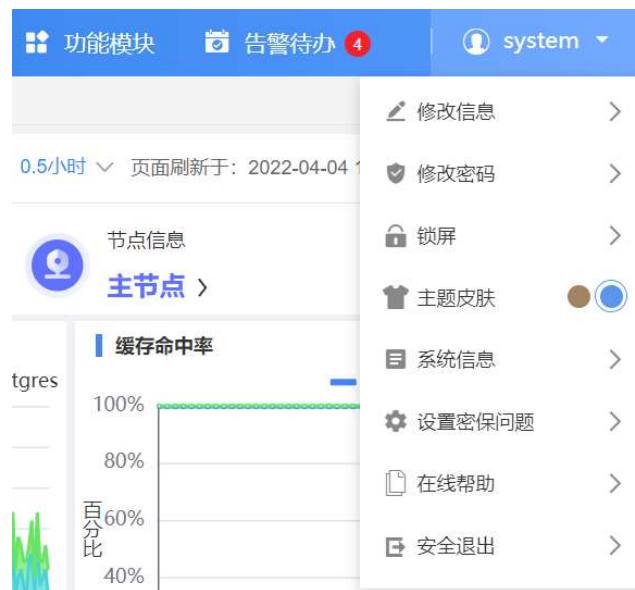 功能模块
告警待办 4
system
0.5小时
页面刷新于：2022-04-04
节点信息
主节点
缓存命中率
tgres
100%
80%
60%
40%
百分比
修改信息
修改密码
锁屏
主题皮肤
系统信息
设置密保问题
在线帮助
安全退出